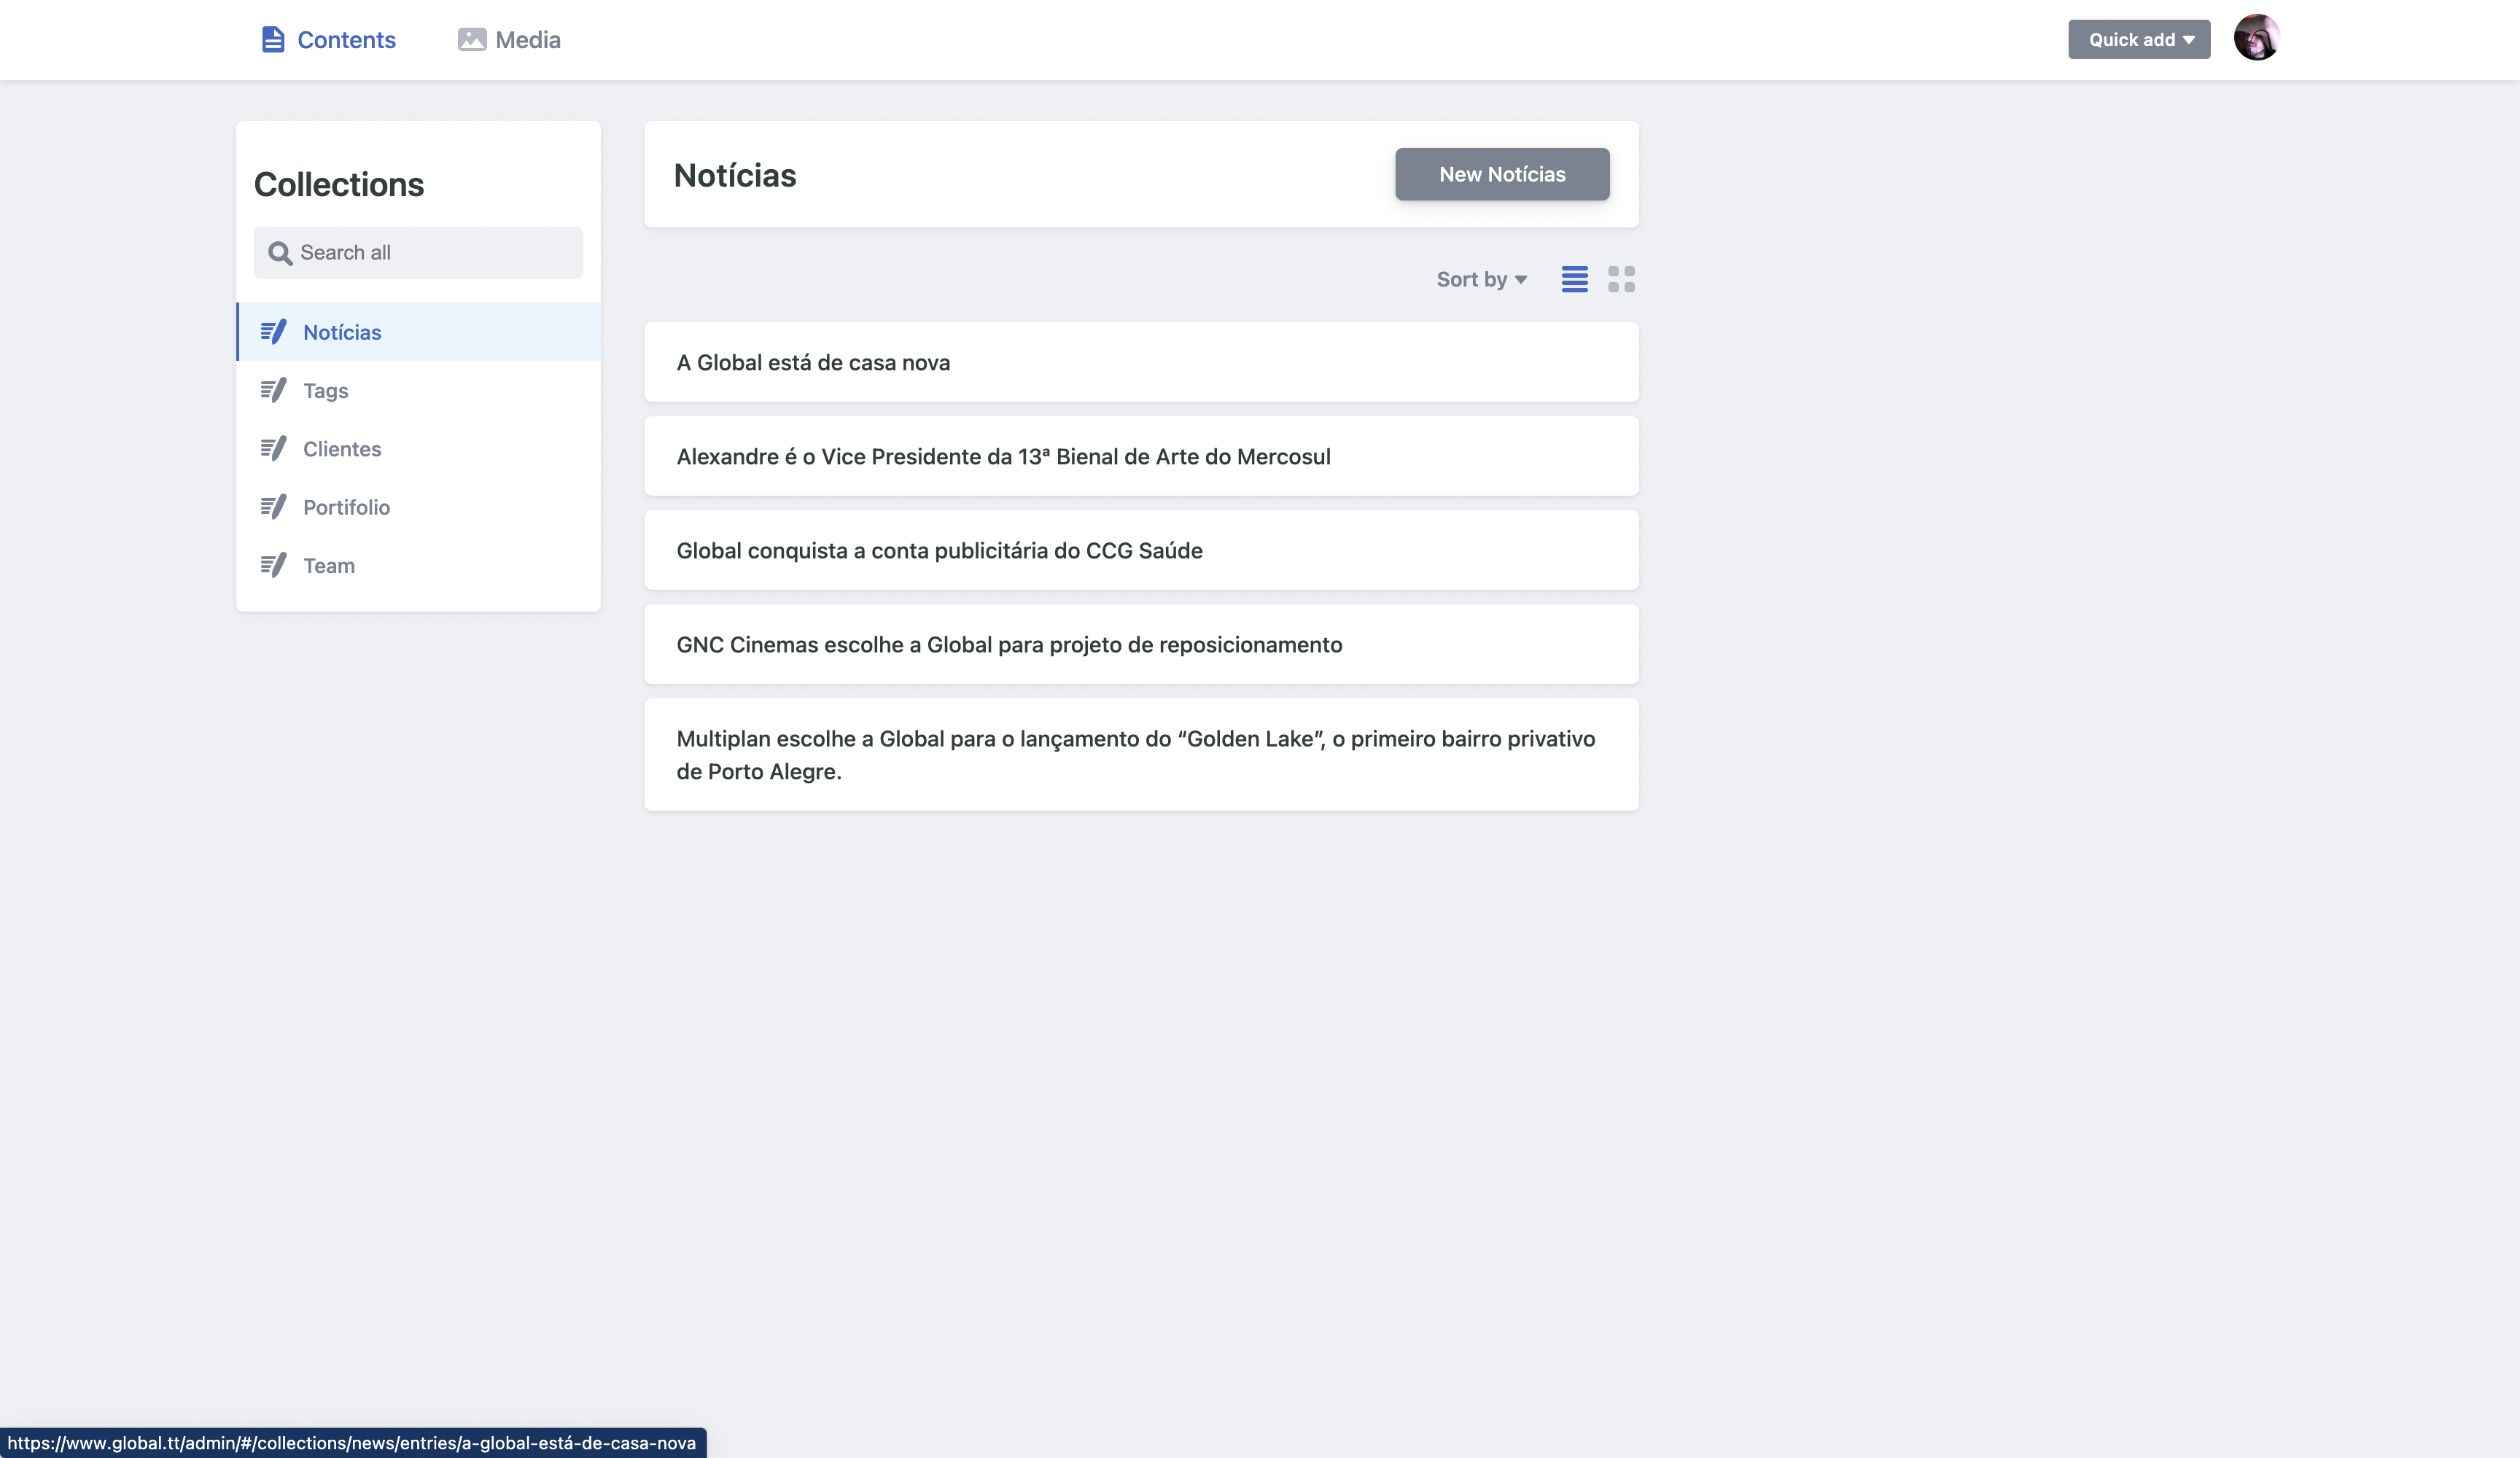 Contents
Media
Quick add
Collections
Search all
Notícias
Tags
Clientes
Portifolio
Team
Notícias
New Notícias
Sort by
A Global está de casa nova
Alexandre é o Vice Presidente da 13ª Bienal de Arte do Mercosul
Global conquista a conta publicitária do CCG Saúde
GNC Cinemas escolhe a Global para projeto de reposicionamento
Multiplan escolhe a Global para o lançamento do “Golden Lake”, o primeiro bairro privativo
de Porto Alegre.
https://www.global.tt/admin/#/collections/news/entries/a-global-está-de-casa-nova